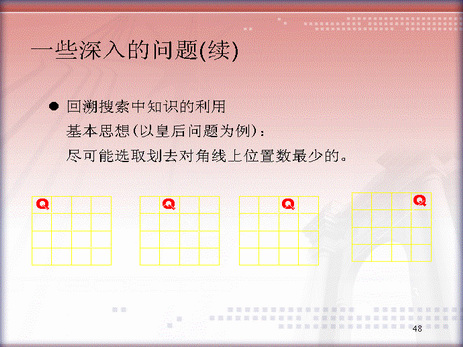 一些深入的问题(续)
● 回溯搜索中知识的利用
基本思想(以皇后问题为例)：
尽可能选取划去对角线上位置数最少的。
Q Q Q Q
48